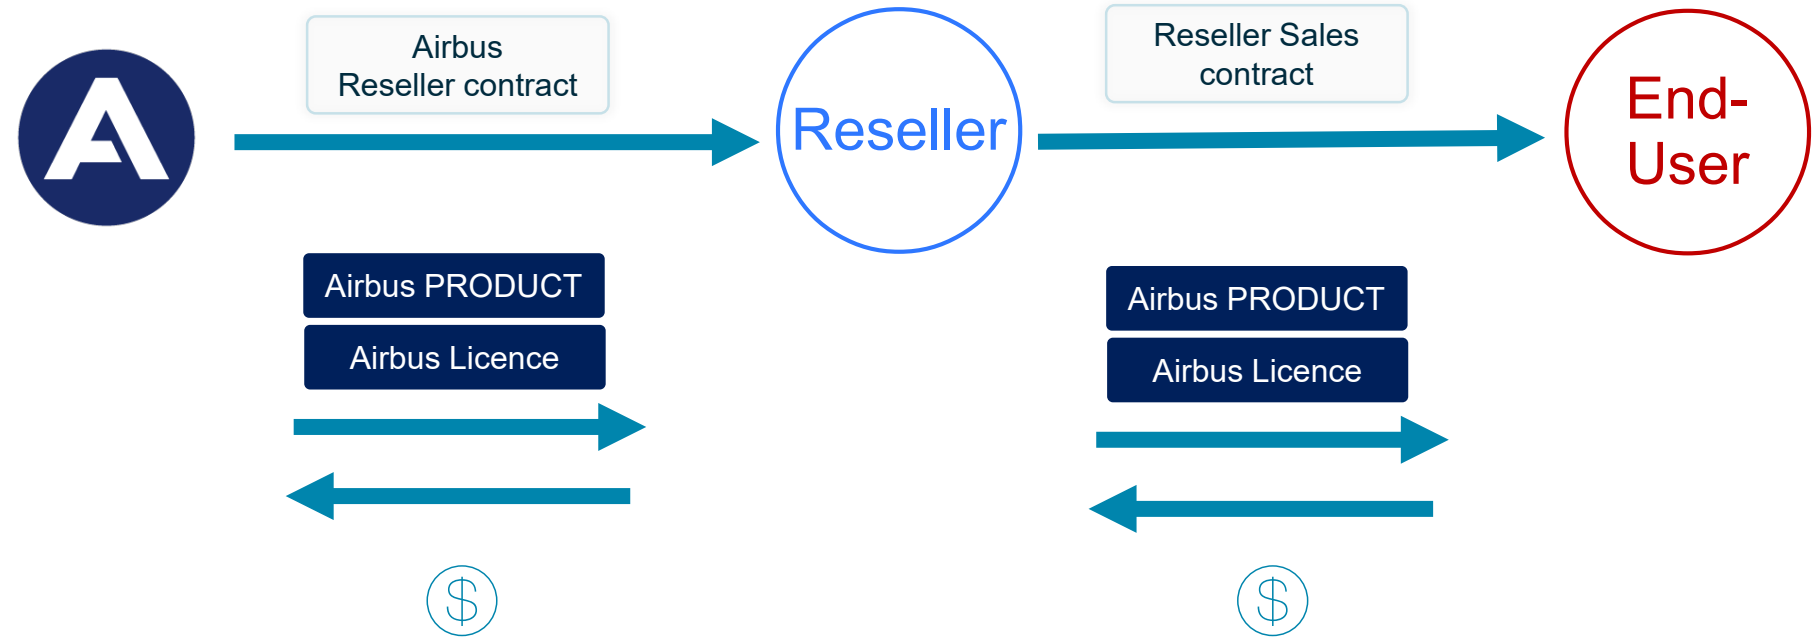 Airbus
Reseller contract
Reseller Sales
contract
Reseller
End-
User
Airbus PRODUCT
Airbus Licence
Airbus PRODUCT
Airbus Licence
$
$